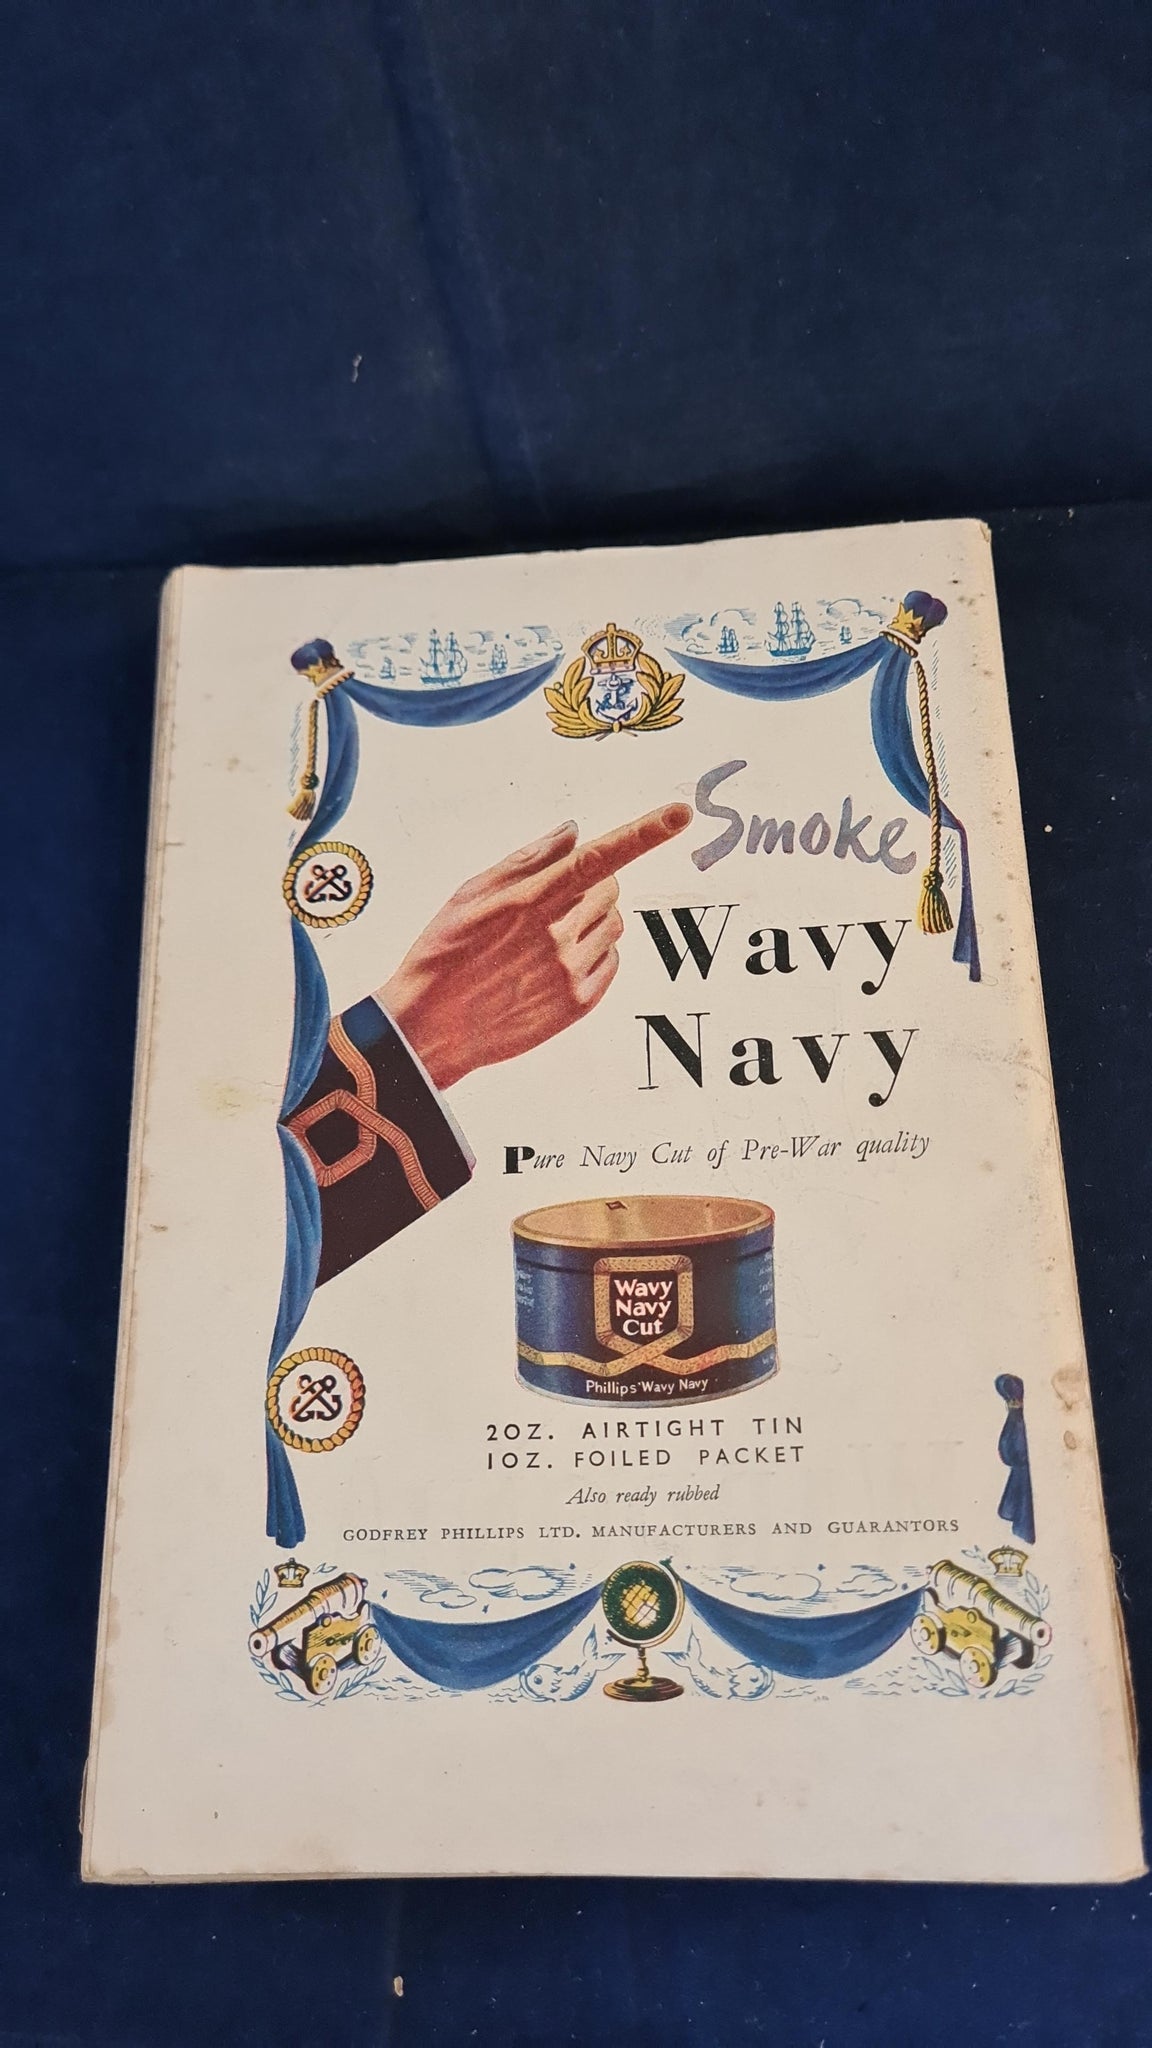 Smoke
Wavy
Navy
Pure Navy Cut of Pre-War quality
Wavy
Navy
Cut
Phillips' Wavy Navy
2OZ. AIRTIGHT TIN
1OZ. FOILED PACKET
Also ready rubbed
GODFREY PHILLIPS LTD. MANUFACTURERS AND GUARANTORS